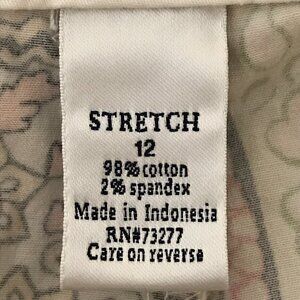 STRETCH
12
98% cotton
2% spandex
Made in Indonesia
RN#73277
Care on reverse